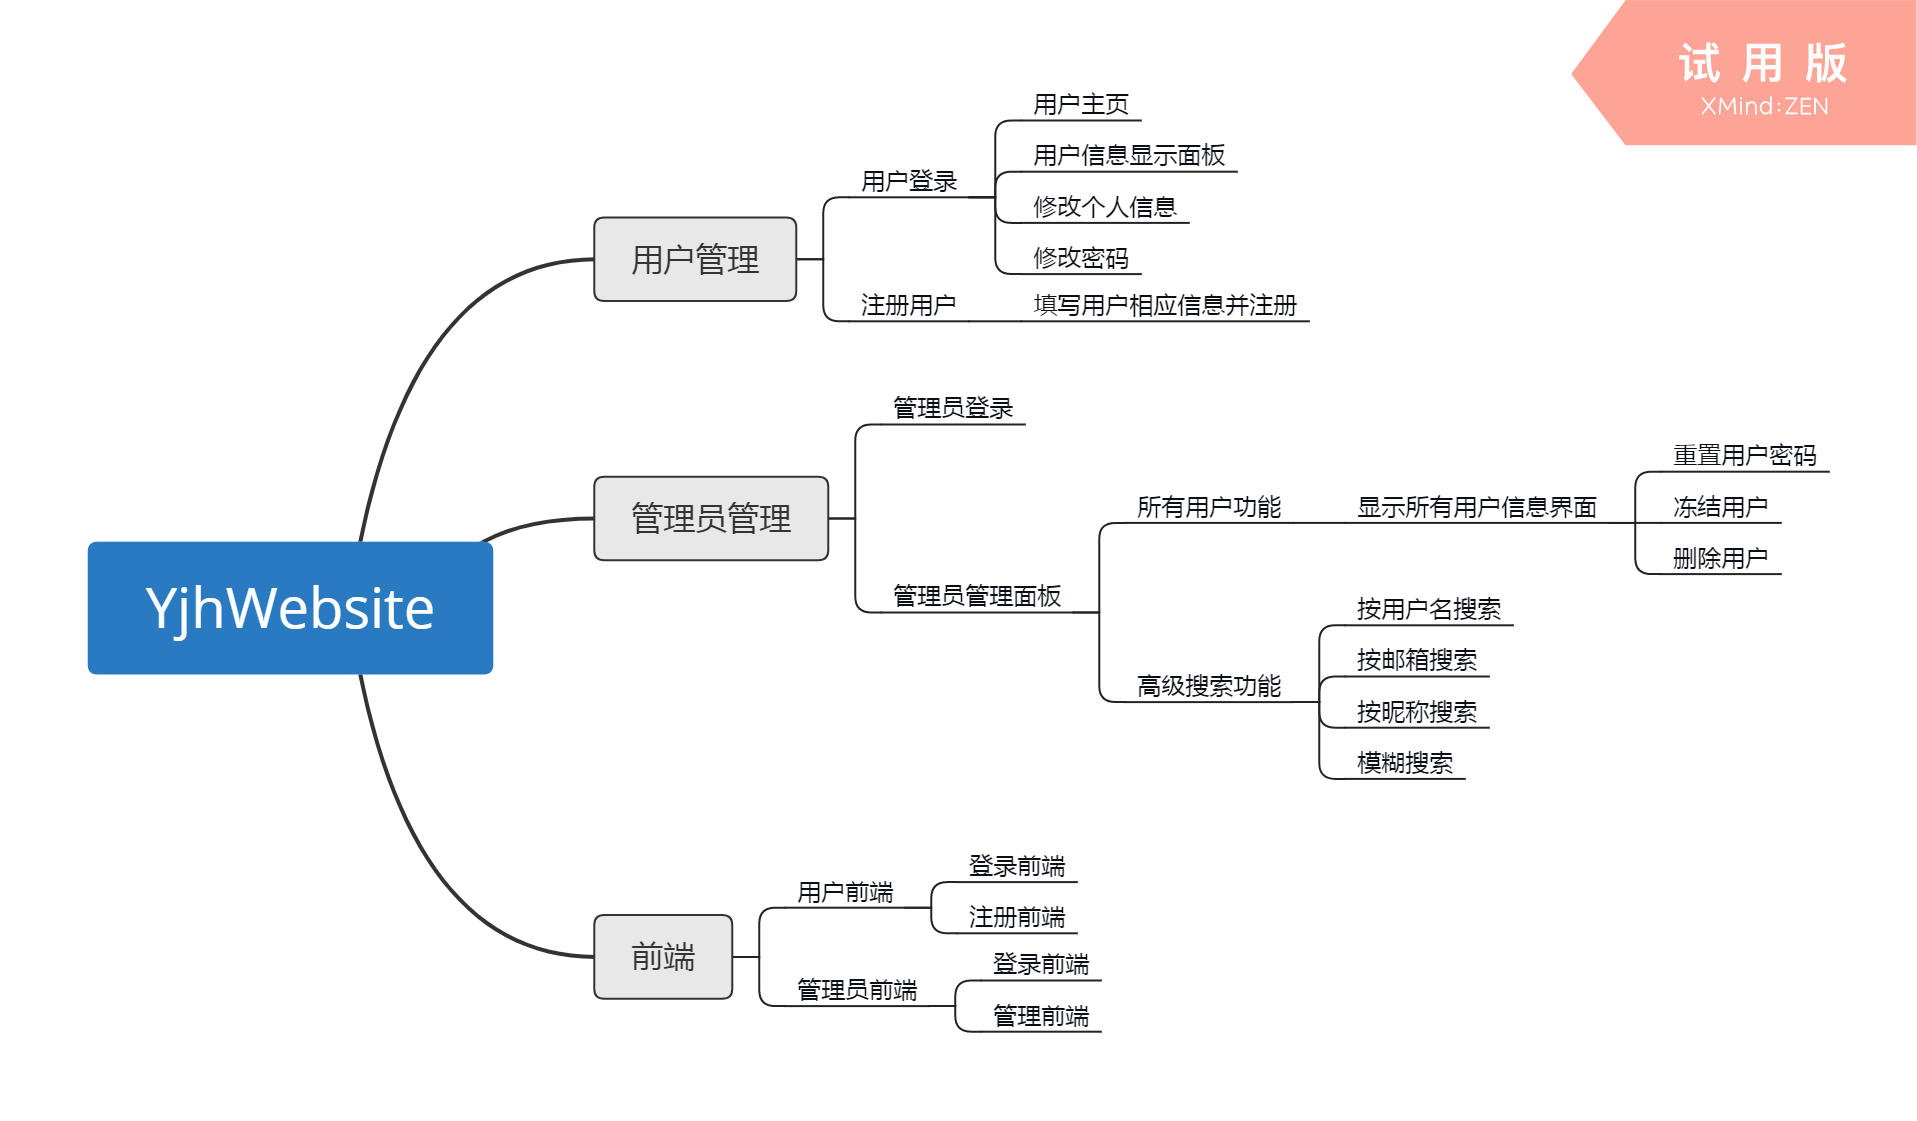 试用版
XMind:ZEN
YjhWebsite
用户管理
用户登录
用户主页
用户信息显示面板
修改个人信息
修改密码
注册用户
填写用户相应信息并注册
管理员管理
管理员登录
管理员管理面板
所有用户功能
显示所有用户信息界面
重置用户密码
冻结用户
删除用户
高级搜索功能
按用户名搜索
按邮箱搜索
按昵称搜索
模糊搜索
前端
用户前端
登录前端
注册前端
管理员前端
登录前端
管理前端